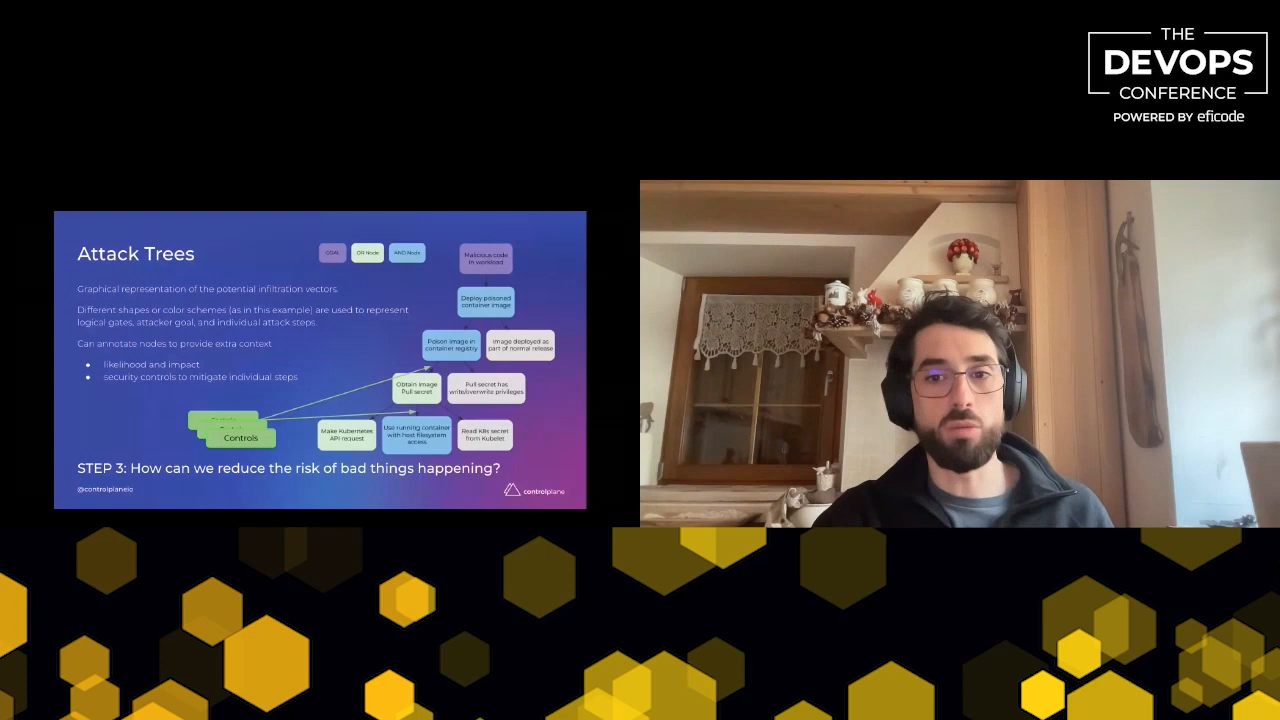 THE
DEVOPS
CONFERENCE
POWERED BY eficode
Attack Trees
GOAL
OR Node
AND Node
Malicious code
in workload
Graphical representation of the potential infiltration vectors.
Different shapes or color schemes (as in this example) are used to represent
logical gates, attacker goal, and individual attack steps.
Can annotate nodes to provide extra context
● likelihood and impact
● security controls to mitigate individual steps
Deploy poisoned
container image
Poison image in
container registry
Image deployed as
part of normal release
Obtain image
Pull secret
Pull secret has
write/overwrite privileges
Make Kubernetes
API request
Use running container
with host filesystem
access
Read K8s secret
from Kubelet
Controls
STEP 3: How can we reduce the risk of bad things happening?
@controlplaneio
controlplane